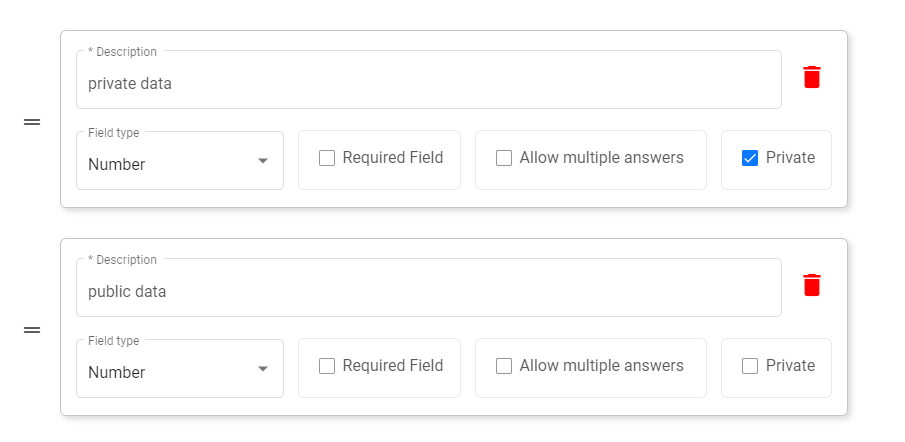 * Description
private data
Field type
Number
Required Field
Allow multiple answers
Private
* Description
public data
Field type
Number
Required Field
Allow multiple answers
Private